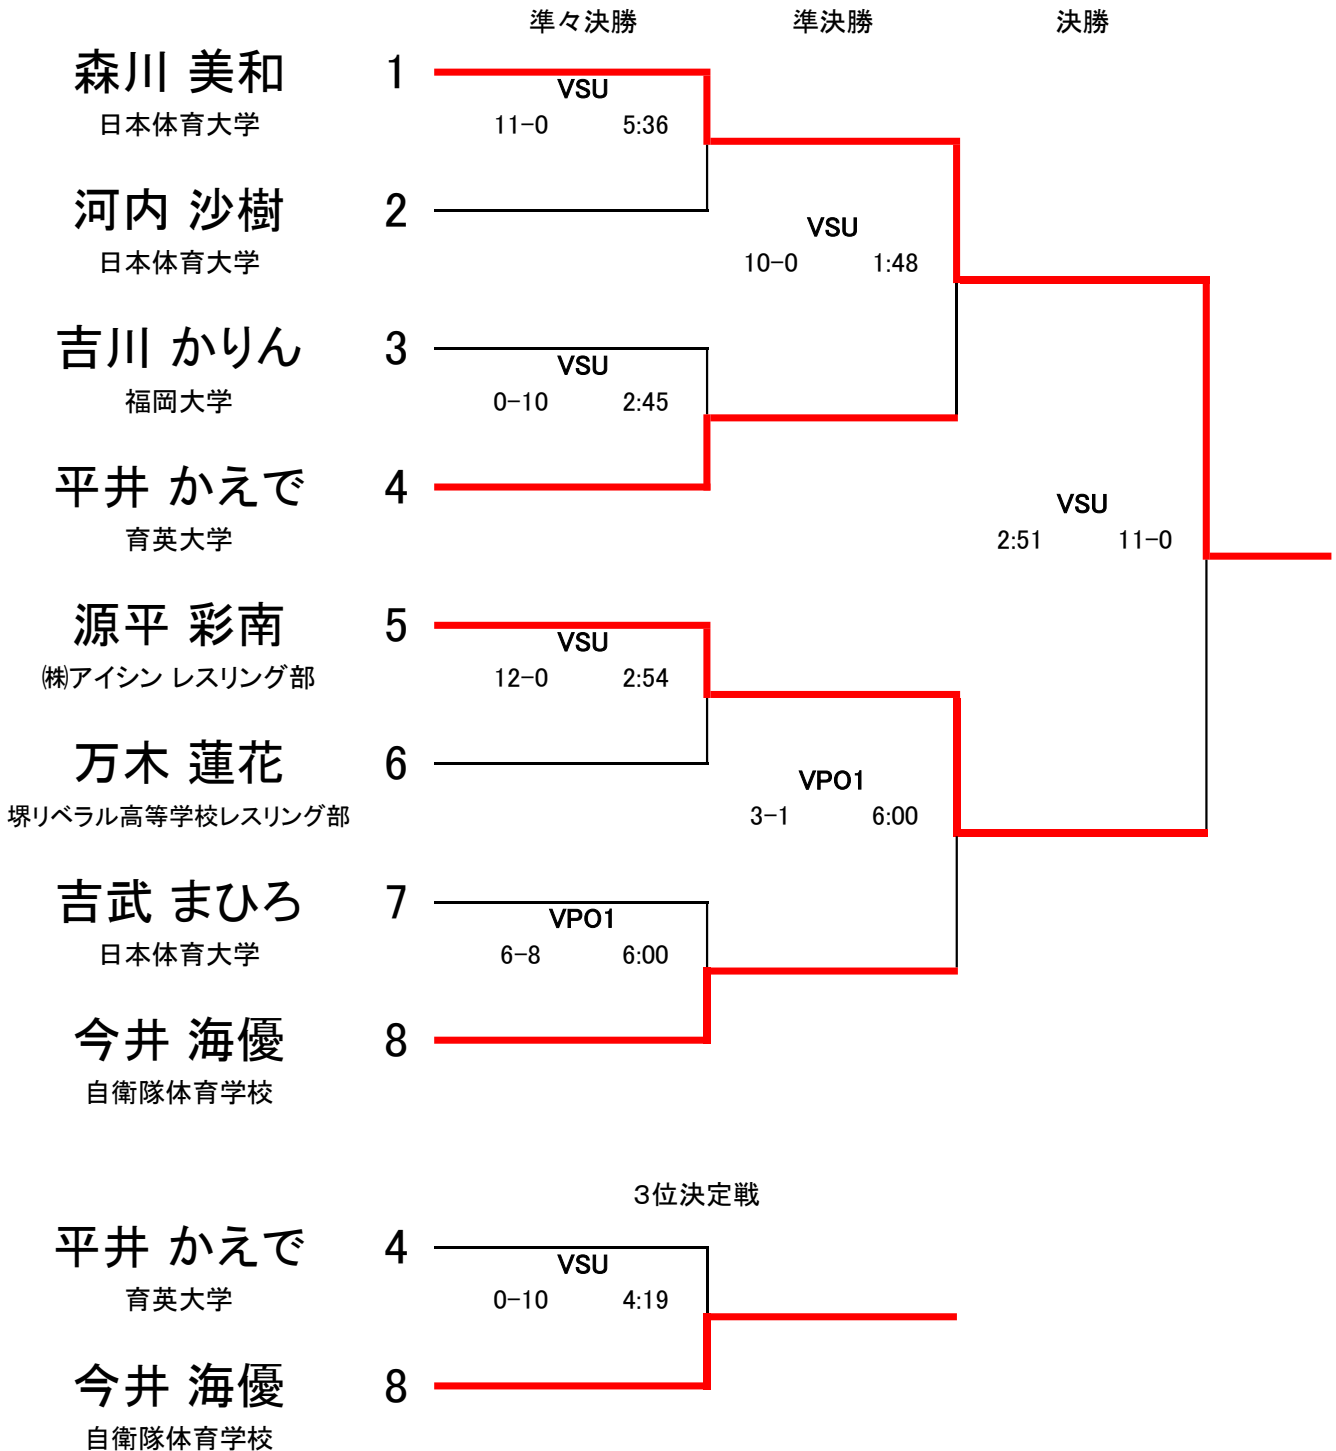 準々決勝 準決勝 決勝
森川 美和 1
VSU
日本体育大学 11-0 5:36
河内 沙樹 2
VSU
日本体育大学 10-0 1:48
吉川 かりん 3
VSU
福岡大学 0-10 2:45
平井 かえで 4
VSU
育英大学 2:51 11-0
源平 彩南 5
VSU
㈱アイシン レスリング部 12-0 2:54
万木 蓮花 6
VPO1
堺リベラル高等学校レスリング部 3-1 6:00
吉武 まひろ 7
VPO1
日本体育大学 6-8 6:00
今井 海優 8
自衛隊体育学校
3位決定戦
平井 かえで 4
VSU
育英大学 0-10 4:19
今井 海優 8
自衛隊体育学校